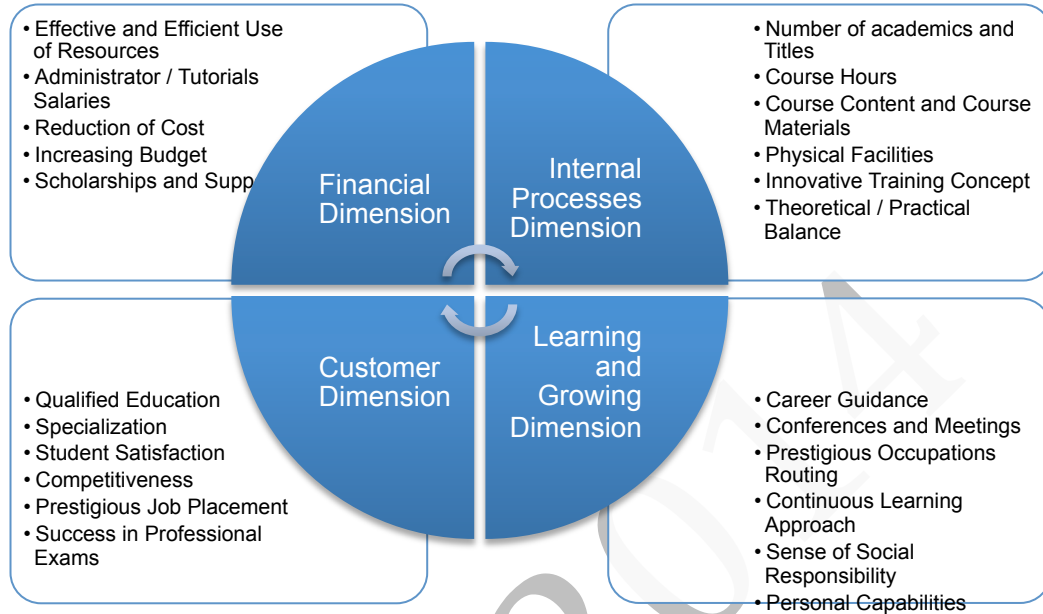 • Effective and Efficient Use
of Resources
• Administrator / Tutorials
Salaries
• Reduction of Cost
• Increasing Budget
• Scholarships and Supp
• Number of academics and
Titles
• Course Hours
• Course Content and Course
Materials
• Physical Facilities
• Innovative Training Concept
• Theoretical / Practical
Balance
Financial
Dimension
Internal
Processes
Dimension
Customer
Dimension
Learning
and
Growing
Dimension
• Qualified Education
• Specialization
• Student Satisfaction
• Competitiveness
• Prestigious Job Placement
• Success in Professional
Exams
• Career Guidance
• Conferences and Meetings
• Prestigious Occupations
Routing
• Continuous Learning
Approach
• Sense of Social
Responsibility
• Personal Capabilities
2014